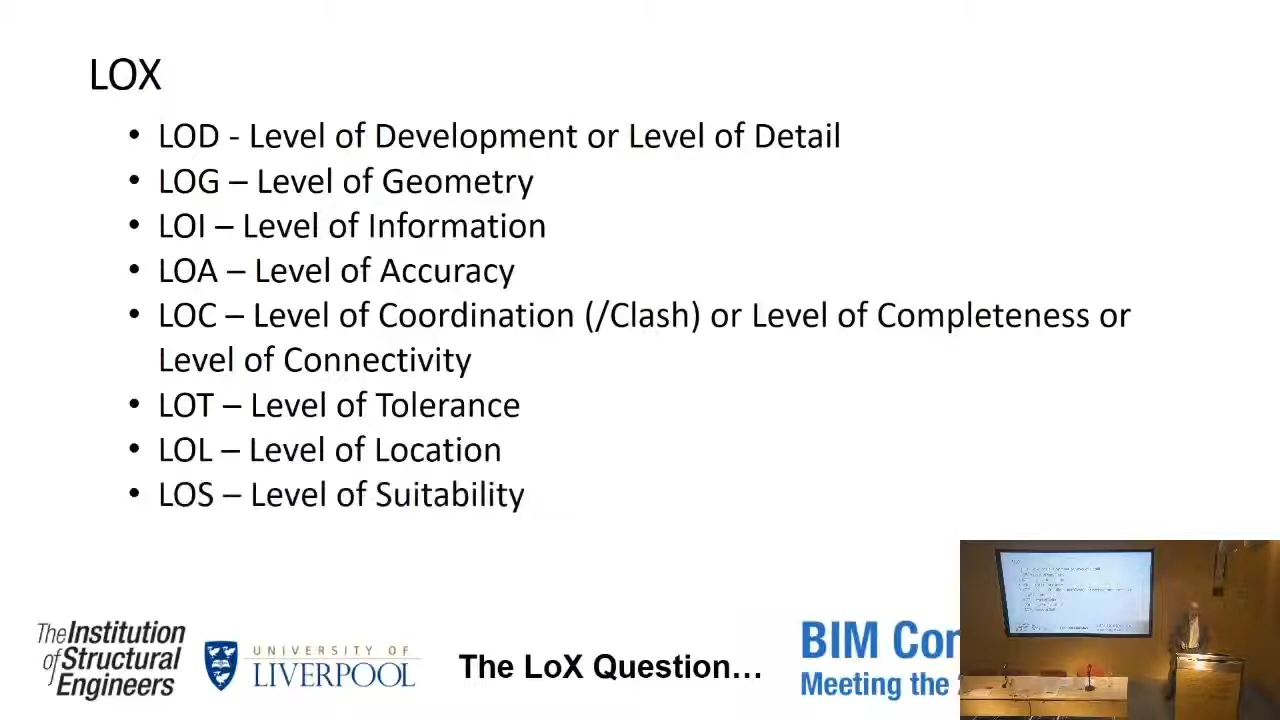 LOX
• LOD - Level of Development or Level of Detail
• LOG – Level of Geometry
• LOI – Level of Information
• LOA – Level of Accuracy
• LOC – Level of Coordination (/Clash) or Level of Completeness or
Level of Connectivity
• LOT – Level of Tolerance
• LOL – Level of Location
• LOS – Level of Suitability
The Institution
of Structural
Engineers
UNIVERSITY OF
LIVERPOOL
The LoX Question...
BIM Con
Meeting the